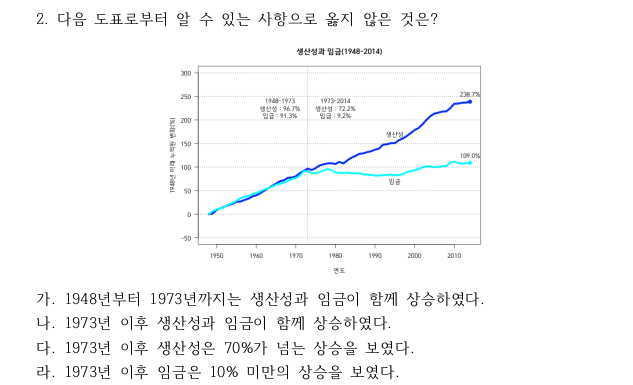 2. 다음 도표로부터 알 수 있는 사항으로 옳지 않은 것은?
생산성과 임금(1948-2014)
1948년 이래 누적된 변화(%)
300
250
200
150
100
50
0
-50
1948-1973
생산성 : 96.7%
임금 : 91.3%
1973-2014
생산성 : 72.2%
임금 : 9.2%
238.7%
생산성
109.0%
임금
1950 1960 1970 1980 1990 2000 2010
연도
가. 1948년부터 1973년까지는 생산성과 임금이 함께 상승하였다.
나. 1973년 이후 생산성과 임금이 함께 상승하였다.
다. 1973년 이후 생산성은 70%가 넘는 상승을 보였다.
라. 1973년 이후 임금은 10% 미만의 상승을 보였다.